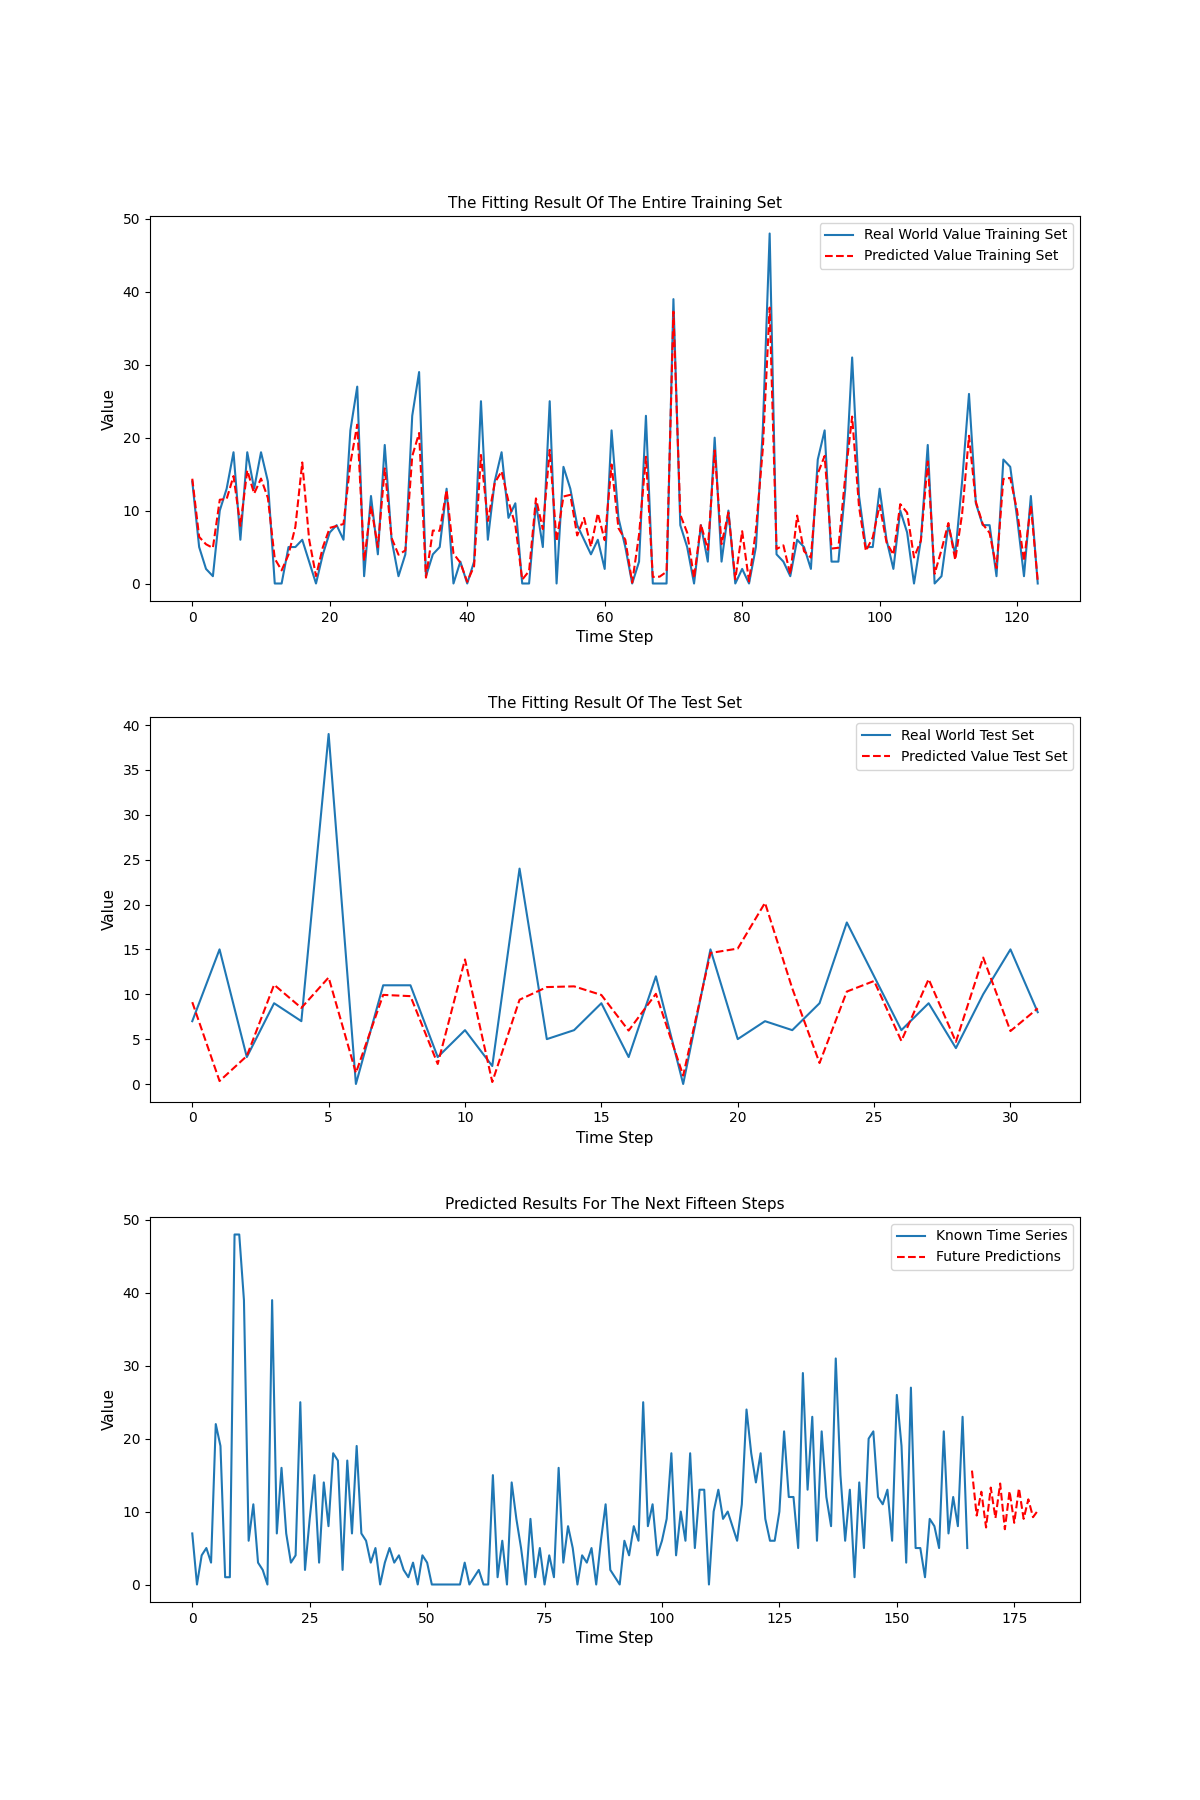 The Fitting Result Of The Entire Training Set
50
40
30
20
10
0
Value
Real World Value Training Set
Predicted Value Training Set
0 20 40 60 80 100 120
Time Step
The Fitting Result Of The Test Set
40
35
30
25
20
15
10
5
0
Value
Real World Test Set
Predicted Value Test Set
0 5 10 15 20 25 30
Time Step
Predicted Results For The Next Fifteen Steps
50
40
30
20
10
0
Value
Known Time Series
Future Predictions
0 25 50 75 100 125 150 175
Time Step